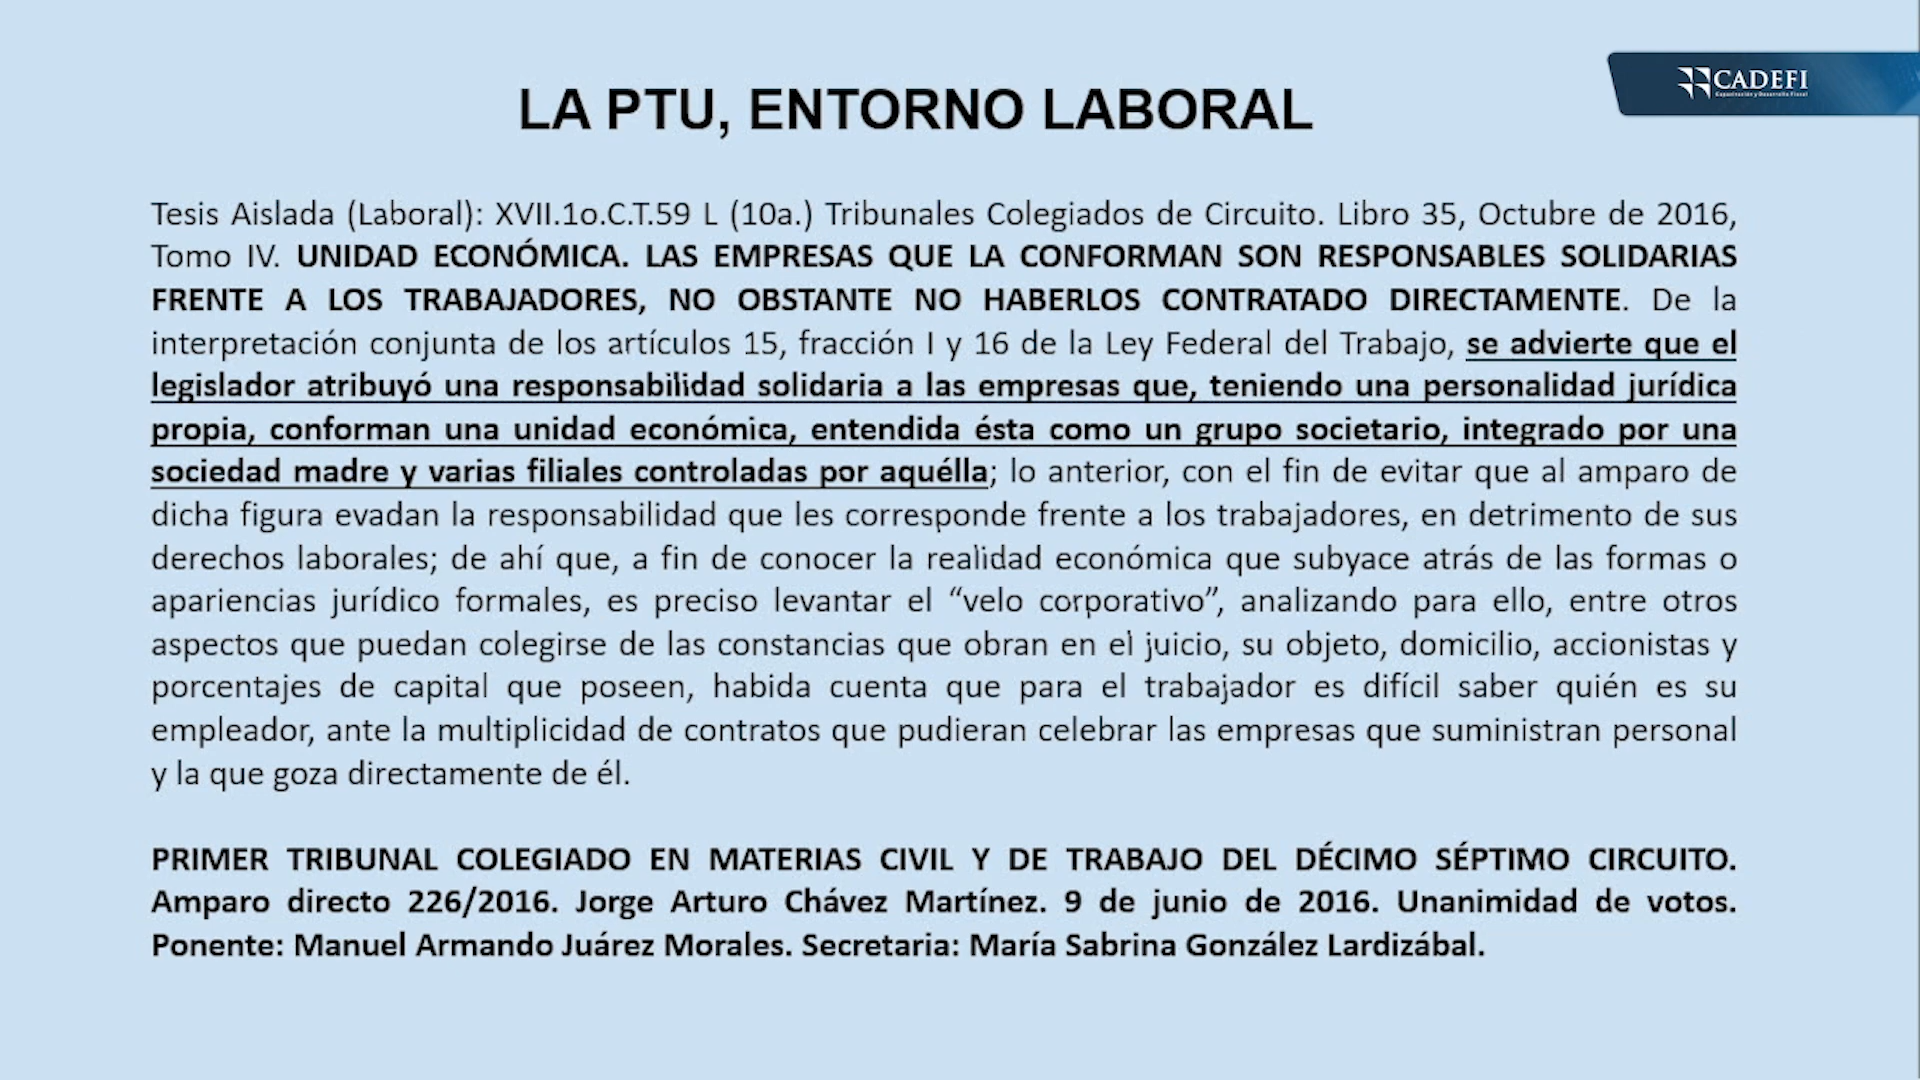 CADEFI
Capacitación y Desarrollo Fiscal
LA PTU, ENTORNO LABORAL
Tesis Aislada (Laboral): XVII.1o.C.T.59 L (10a.) Tribunales Colegiados de Circuito. Libro 35, Octubre de 2016,
Tomo IV. UNIDAD ECONÓMICA. LAS EMPRESAS QUE LA CONFORMAN SON RESPONSABLES SOLIDARIAS
FRENTE A LOS TRABAJADORES, NO OBSTANTE NO HABERLOS CONTRATADO DIRECTAMENTE. De la
interpretación conjunta de los artículos 15, fracción I y 16 de la Ley Federal del Trabajo, se advierte que el
legislador atribuyó una responsabilidad solidaria a las empresas que, teniendo una personalidad jurídica
propia, conforman una unidad económica, entendida ésta como un grupo societario, integrado por una
sociedad madre y varias filiales controladas por aquélla; lo anterior, con el fin de evitar que al amparo de
dicha figura evadan la responsabilidad que les corresponde frente a los trabajadores, en detrimento de sus
derechos laborales; de ahí que, a fin de conocer la realidad económica que subyace atrás de las formas o
apariencias jurídico formales, es preciso levantar el “velo corporativo”, analizando para ello, entre otros
aspectos que puedan colegirse de las constancias que obran en el juicio, su objeto, domicilio, accionistas y
porcentajes de capital que poseen, habida cuenta que para el trabajador es difícil saber quién es su
empleador, ante la multiplicidad de contratos que pudieran celebrar las empresas que suministran personal
y la que goza directamente de él.
PRIMER TRIBUNAL COLEGIADO EN MATERIAS CIVIL Y DE TRABAJO DEL DÉCIMO SÉPTIMO CIRCUITO.
Amparo directo 226/2016. Jorge Arturo Chávez Martínez. 9 de junio de 2016. Unanimidad de votos.
Ponente: Manuel Armando Juárez Morales. Secretaria: María Sabrina González Lardizábal.